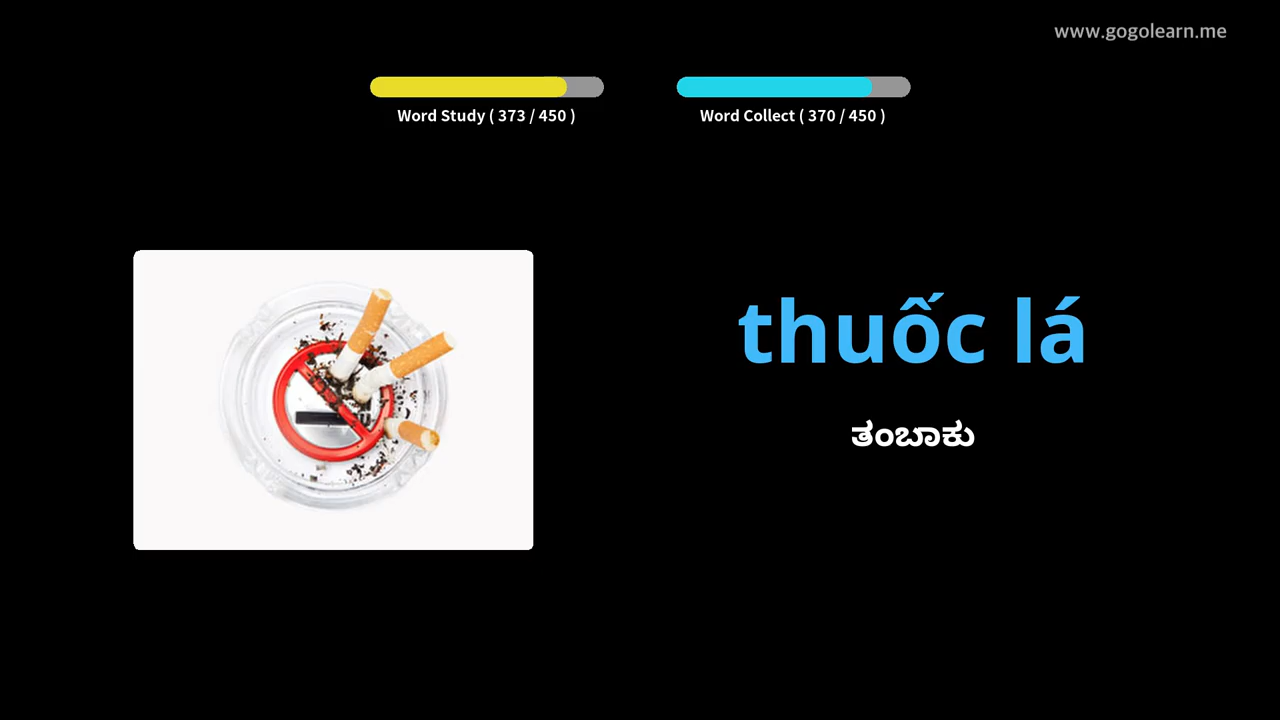 www.gogolearn.me
Word Study ( 373 / 450 )
Word Collect ( 370 / 450 )
thuốc lá
ತಂಬಾಕು